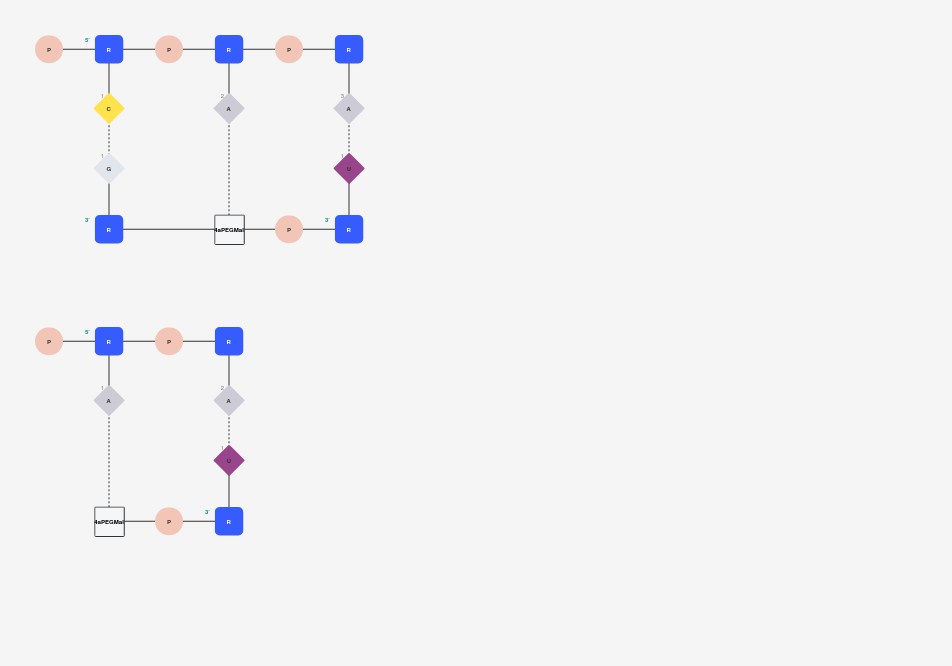 5'
P R P R P R
1 2 3
C A A
1 1
G U
3' 3'
R 4aPEGMal P R
5'
P R P R
1 2
A A
1
U
3'
4aPEGMal P R